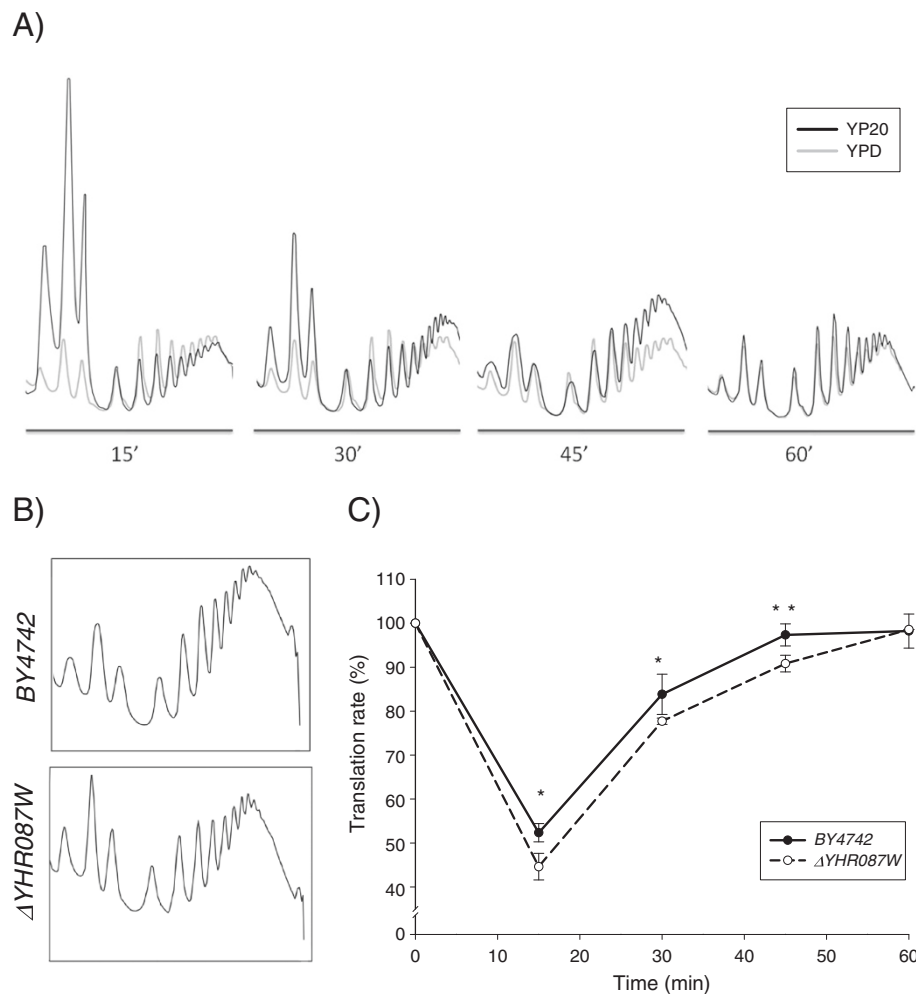 A)
YP20
YPD
15′
30′
45′
60′
B)
BY4742
ΔYHR087W
C)
Translation rate (%)
110
100
90
80
70
60
50
40
0
*
*
* *
BY4742
ΔYHR087W
0
10
20
30
40
50
60
Time (min)